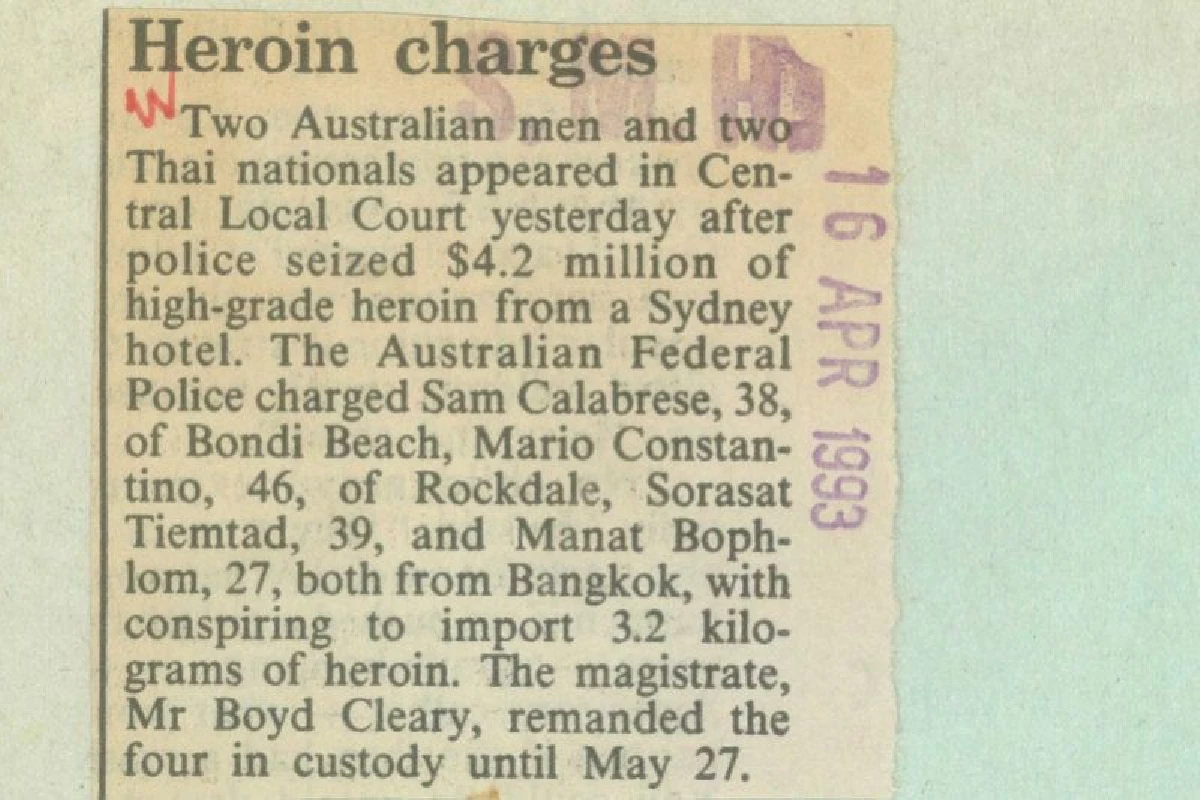 Heroin charges
S M H
W
Two Australian men and two
Thai nationals appeared in Cen-
tral Local Court yesterday after
police seized $4.2 million of
high-grade heroin from a Sydney
hotel. The Australian Federal
Police charged Sam Calabrese, 38,
of Bondi Beach, Mario Constan-
tino, 46, of Rockdale, Sorasat
Tiemtad, 39, and Manat Boph-
lom, 27, both from Bangkok, with
conspiring to import 3.2 kilo-
grams of heroin. The magistrate,
Mr Boyd Cleary, remanded the
four in custody until May 27.
16 APR 1993